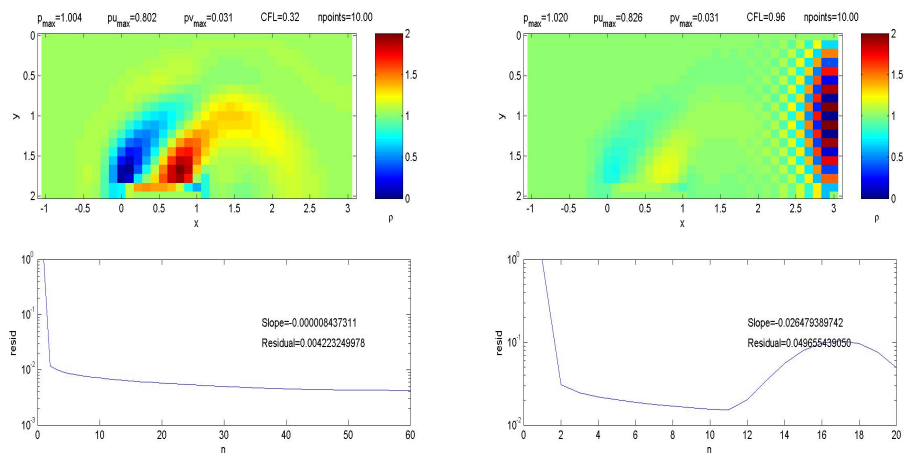 p_max=1.004 pu_max=0.802 pv_max=0.031 CFL=0.32 npoints=10.00
0
0.5
1
1.5
2
y
-1 -0.5 0 0.5 1 1.5 2 2.5 3
x
2
1.5
1
0.5
0
ρ
p_max=1.020 pu_max=0.826 pv_max=0.031 CFL=0.96 npoints=10.00
0
0.5
1
1.5
2
y
-1 -0.5 0 0.5 1 1.5 2 2.5 3
x
2
1.5
1
0.5
0
ρ
10^0
10^-1
10^-2
10^-3
resid
Slope=-0.000008437311
Residual=0.004223249978
0 10 20 30 40 50 60
n
10^0
10^-1
10^-2
resid
Slope=-0.026479389742
Residual=0.049655439050
0 2 4 6 8 10 12 14 16 18 20
n